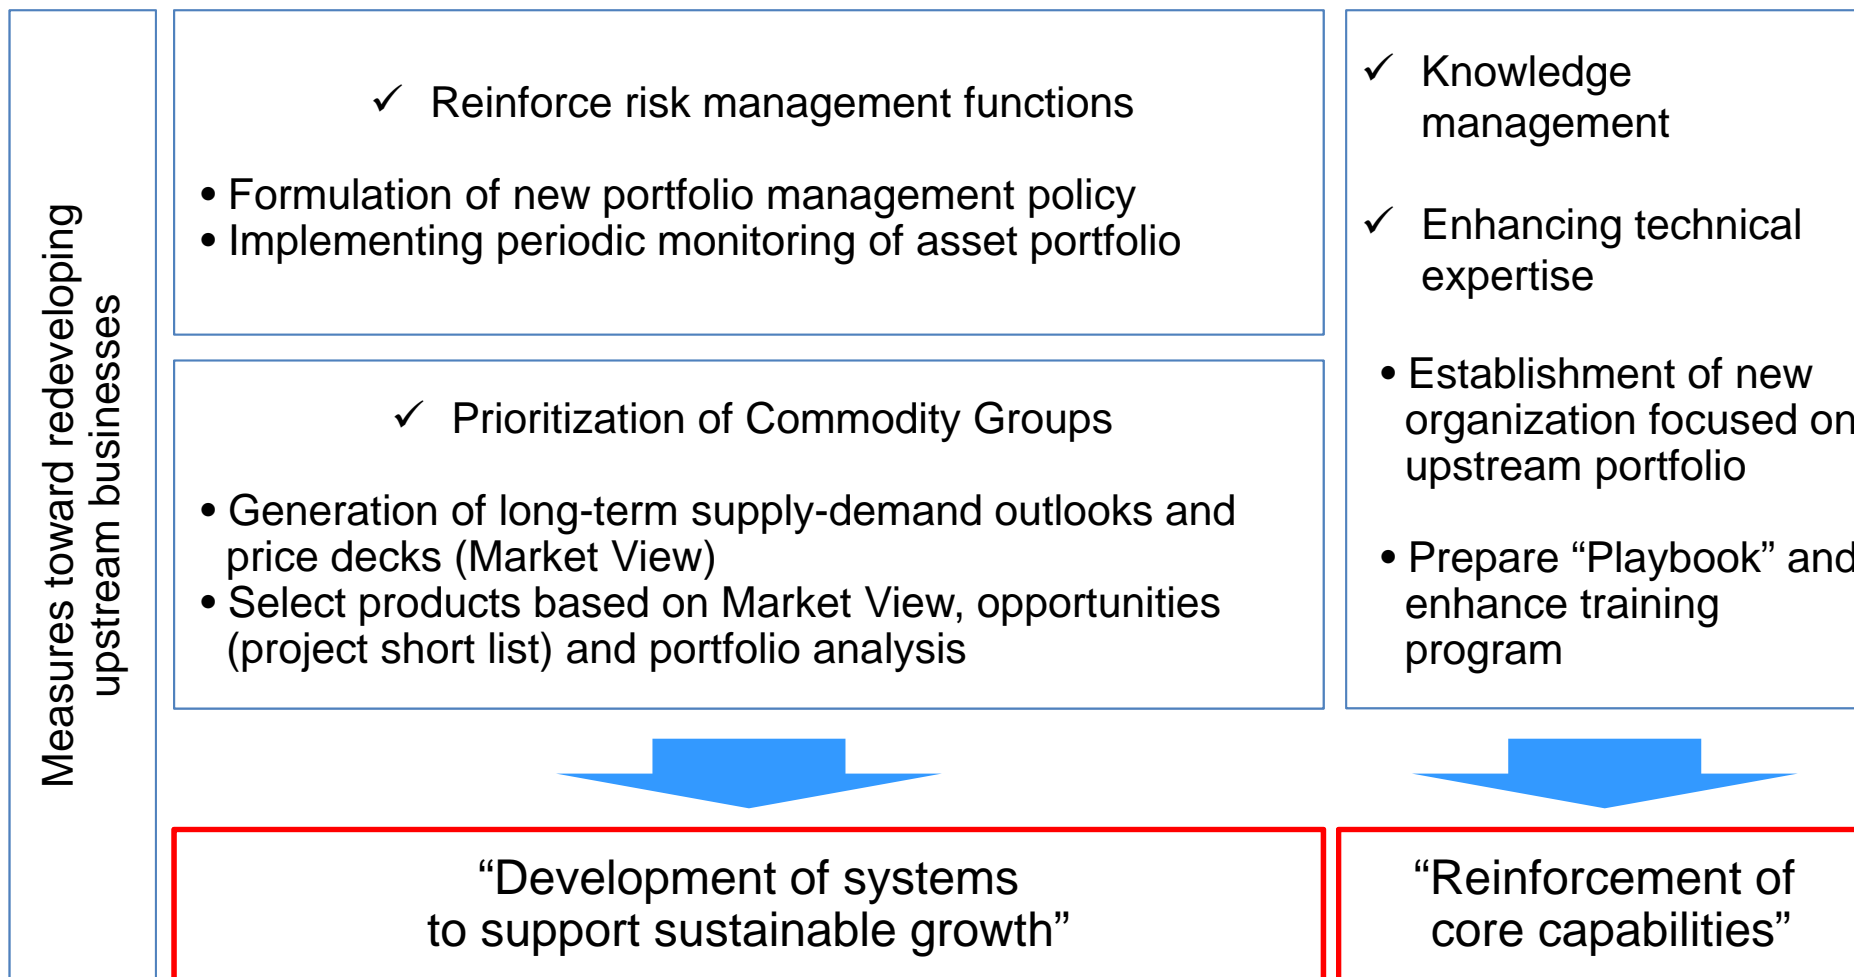 Measures toward redeveloping
upstream businesses
✓ Reinforce risk management functions
• Formulation of new portfolio management policy
• Implementing periodic monitoring of asset portfolio
✓ Prioritization of Commodity Groups
• Generation of long-term supply-demand outlooks and
price decks (Market View)
• Select products based on Market View, opportunities
(project short list) and portfolio analysis
✓ Knowledge
management
✓ Enhancing technical
expertise
• Establishment of new
organization focused on
upstream portfolio
• Prepare “Playbook” and
enhance training
program
“Development of systems
to support sustainable growth”
“Reinforcement of
core capabilities”